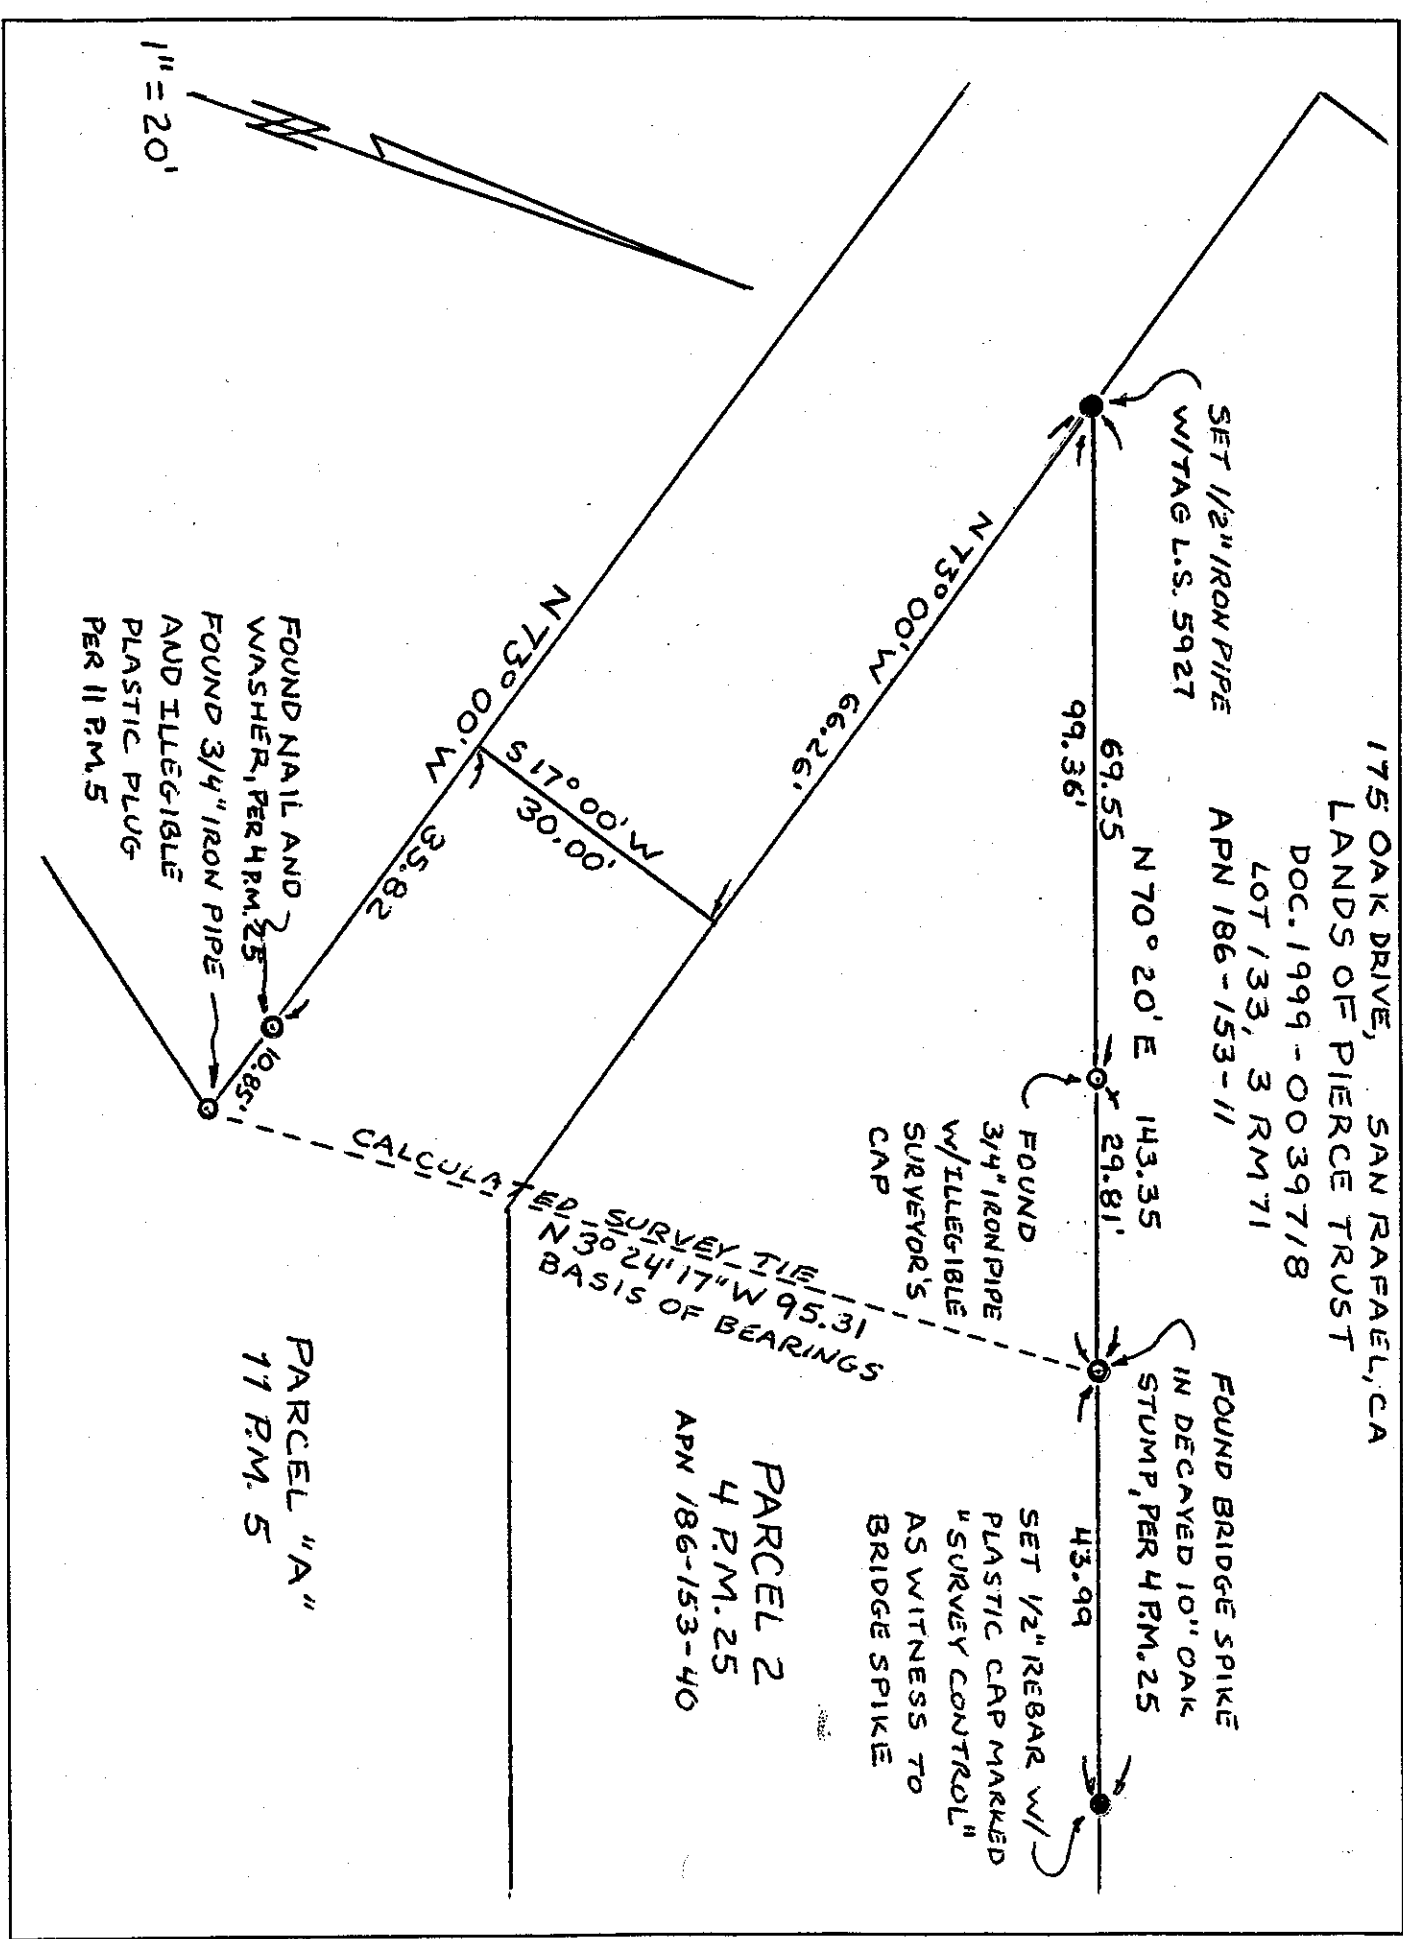 175 OAK DRIVE, SAN RAFAEL, CA
LANDS OF PIERCE TRUST
DOC. 1999-0039718
LOT 133, 3 RM 71
APN 186-153-11
SET 1/2" IRON PIPE
W/TAG L.S. 5927
FOUND BRIDGE SPIKE
IN DECAYED 10" OAK
STUMP, PER 4 P.M. 25
N 70° 20' E 143.35
69.55
29.81'
99.36'
43.99
FOUND
3/4" IRON PIPE
W/ILLEGIBLE
SURVEYOR'S
CAP
SET 1/2" REBAR W/
PLASTIC CAP MARKED
"SURVEY CONTROL"
AS WITNESS TO
BRIDGE SPIKE
N 73° 00' W 66.26'
S 17° 00' W
30.00'
N 73° 00' W
35.82
10.85'
CALCULATED SURVEY TIE
N 3° 24' 17" W 95.31
BASIS OF BEARINGS
PARCEL 2
4 P.M. 25
APN 186-153-40
FOUND NAIL AND
WASHER, PER 4 P.M. 25
FOUND 3/4" IRON PIPE
AND ILLEGIBLE
PLASTIC PLUG
PER 11 P.M. 5
PARCEL "A"
11 P.M. 5
1" = 20'